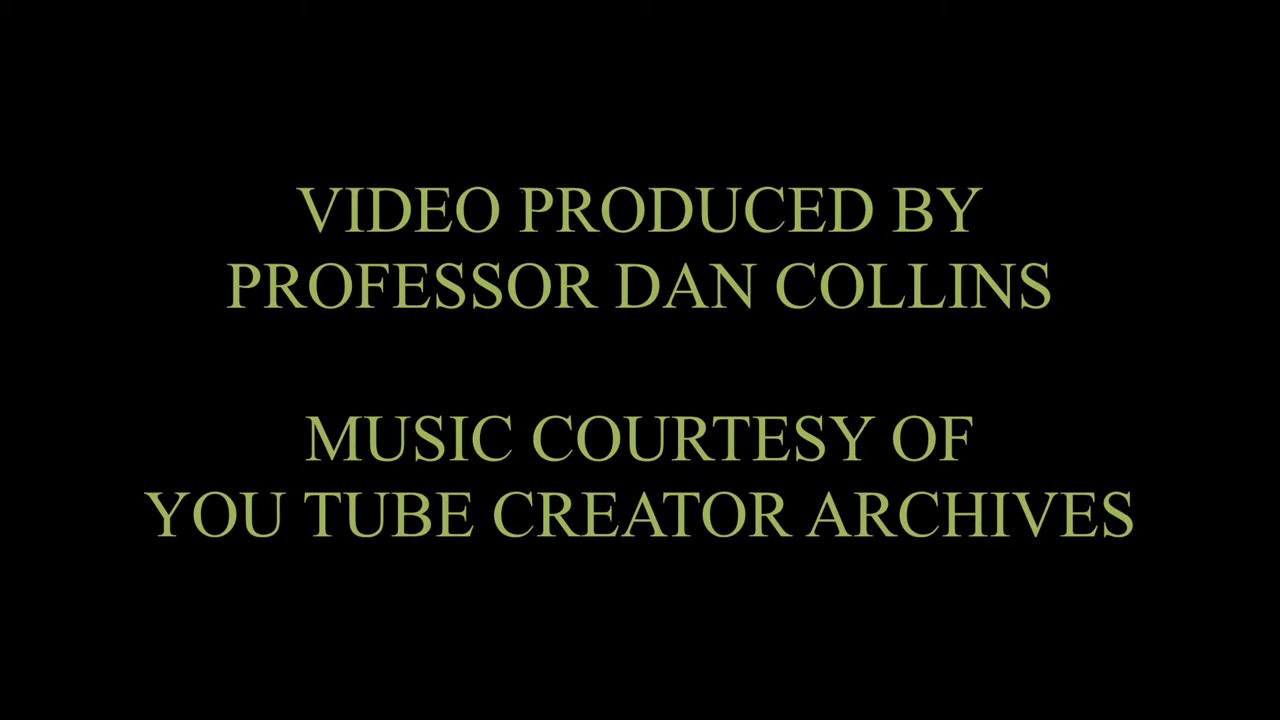 VIDEO PRODUCED BY
PROFESSOR DAN COLLINS
MUSIC COURTESY OF
YOU TUBE CREATOR ARCHIVES